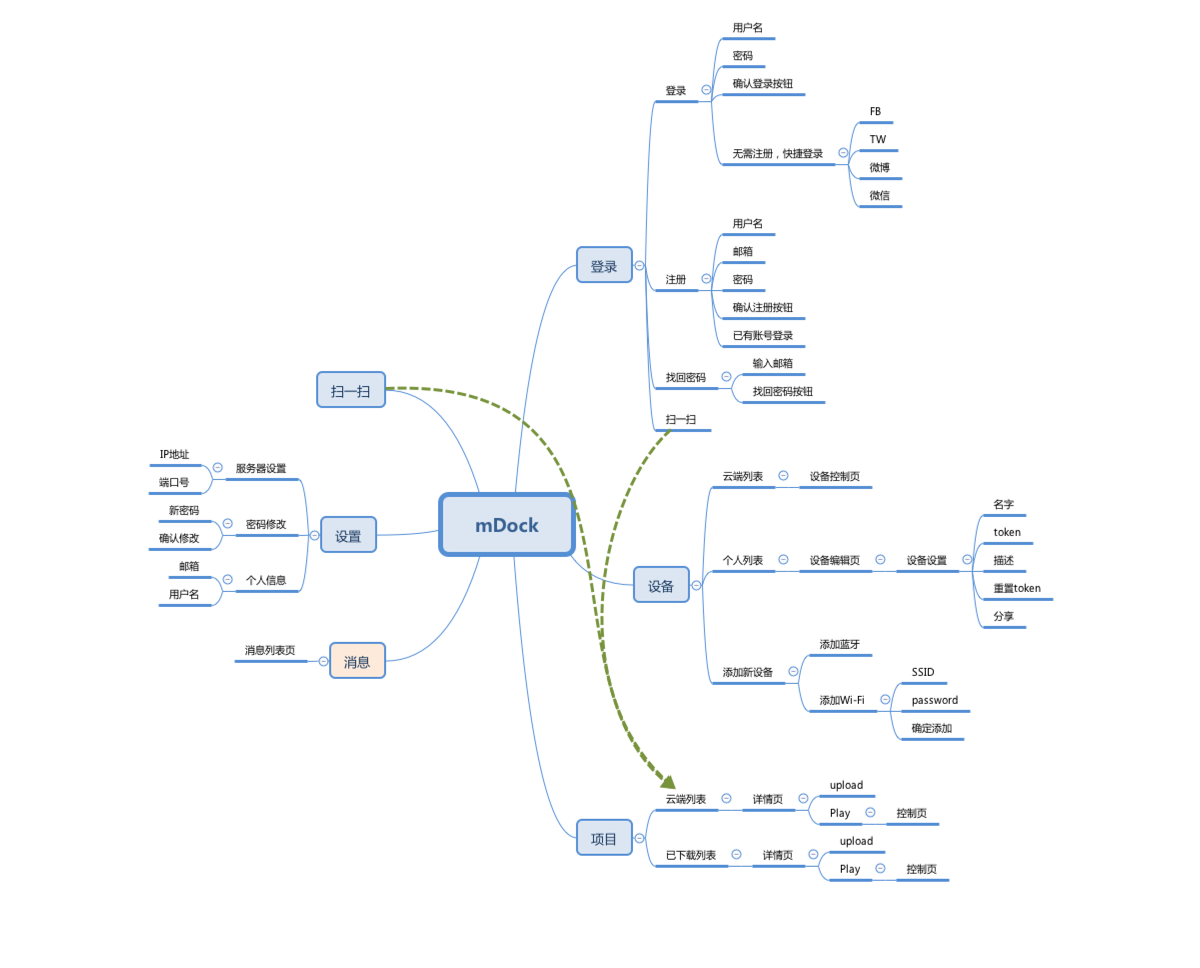 mDock
登录
登录
用户名
密码
确认登录按钮
无需注册，快捷登录
FB
TW
微博
微信
注册
用户名
邮箱
密码
确认注册按钮
已有账号登录
找回密码
输入邮箱
找回密码按钮
扫一扫
设备
云端列表
设备控制页
个人列表
设备编辑页
设备设置
名字
token
描述
重置token
分享
添加新设备
添加蓝牙
添加Wi-Fi
SSID
password
确定添加
项目
云端列表
详情页
upload
Play
控制页
已下载列表
详情页
upload
Play
控制页
扫一扫
设置
服务器设置
IP地址
端口号
密码修改
新密码
确认修改
个人信息
邮箱
用户名
消息
消息列表页